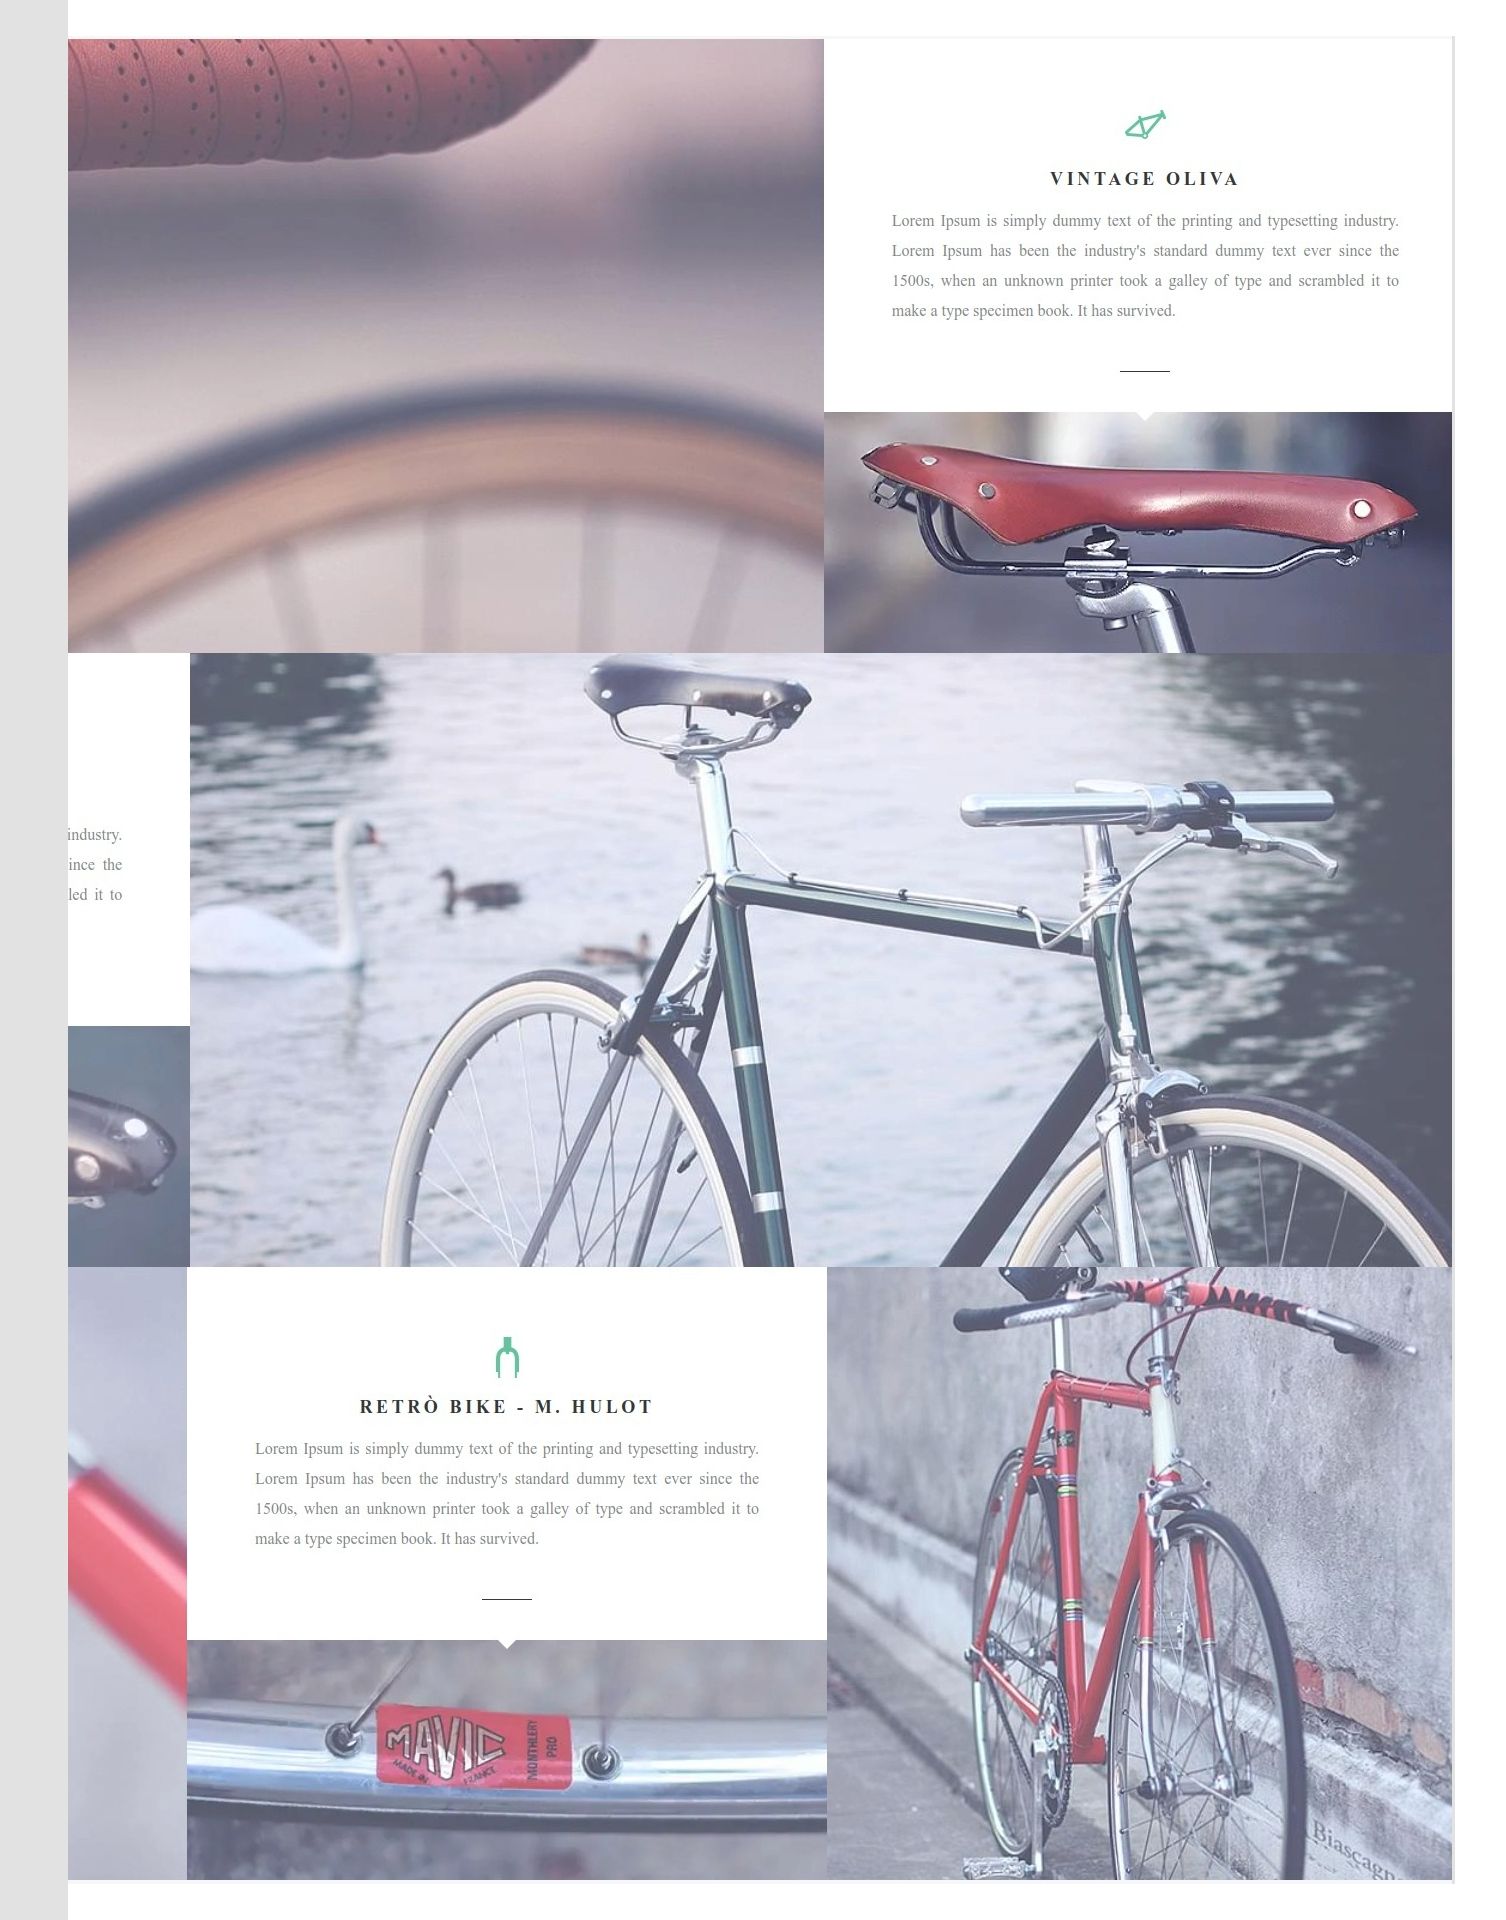 VINTAGE OLIVA
Lorem Ipsum is simply dummy text of the printing and typesetting industry.
Lorem Ipsum has been the industry's standard dummy text ever since the
1500s, when an unknown printer took a galley of type and scrambled it to
make a type specimen book. It has survived.
industry.
ince the
led it to
RETRÒ BIKE - M. HULOT
Lorem Ipsum is simply dummy text of the printing and typesetting industry.
Lorem Ipsum has been the industry's standard dummy text ever since the
1500s, when an unknown printer took a galley of type and scrambled it to
make a type specimen book. It has survived.
MAVIC
MADE IN FRANCE
MONTHLERY
PRO
Biascagn